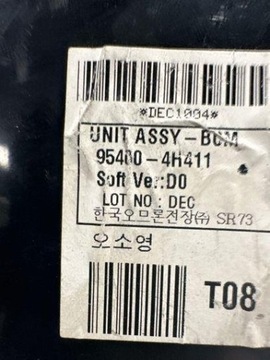 *DEC1004*
UNIT ASSY-BCM
95400-4H411
Soft Ver.:D0
LOT NO : DEC
한국오므론전장(주) SR73
오소영
T08